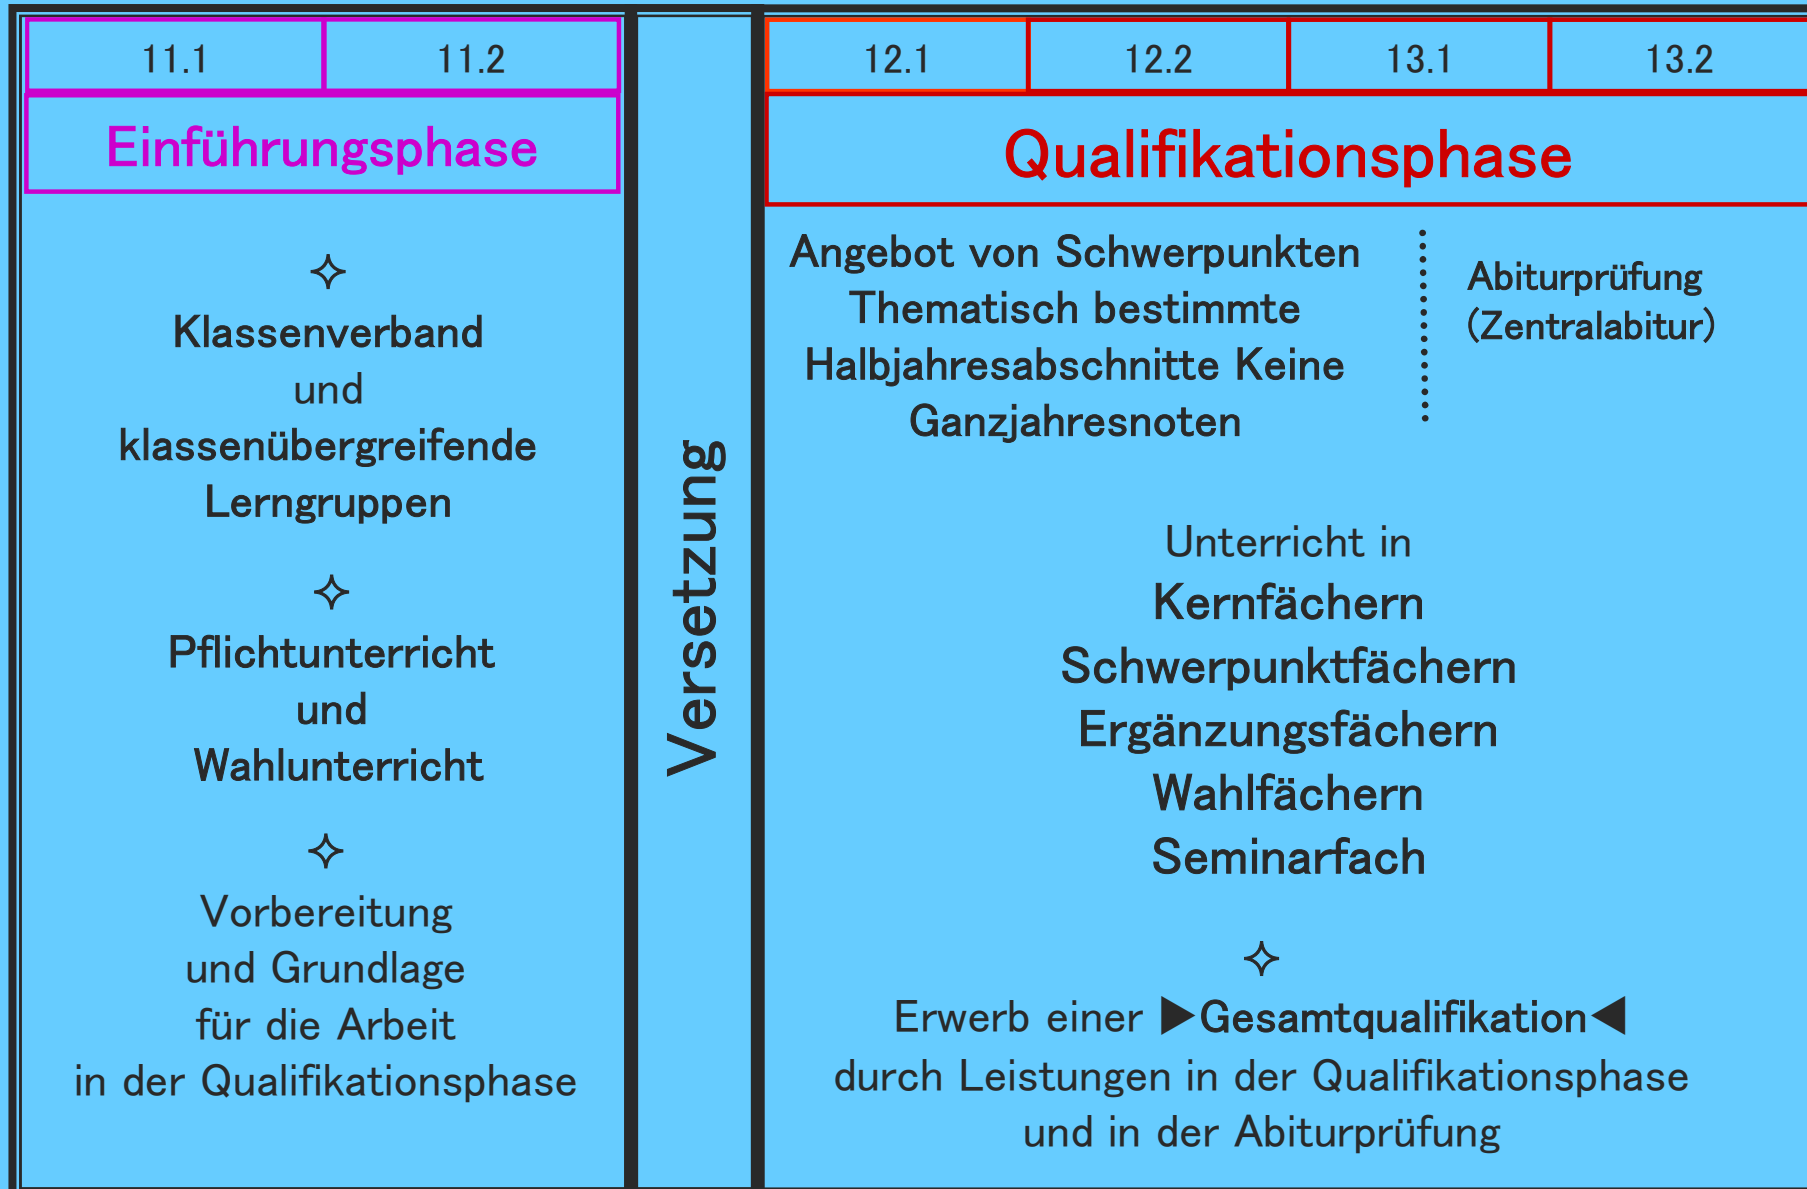 11.1 11.2
Einführungsphase
✧
Klassenverband
und
klassenübergreifende
Lerngruppen
✧
Pflichtunterricht
und
Wahlunterricht
✧
Vorbereitung
und Grundlage
für die Arbeit
in der Qualifikationsphase
Versetzung
12.1 12.2 13.1 13.2
Qualifikationsphase
Angebot von Schwerpunkten
Thematisch bestimmte
Halbjahresabschnitte Keine
Ganzjahresnoten
Abiturprüfung
(Zentralabitur)
Unterricht in
Kernfächern
Schwerpunktfächern
Ergänzungsfächern
Wahlfächern
Seminarfach
✧
Erwerb einer ►Gesamtqualifikation◄
durch Leistungen in der Qualifikationsphase
und in der Abiturprüfung